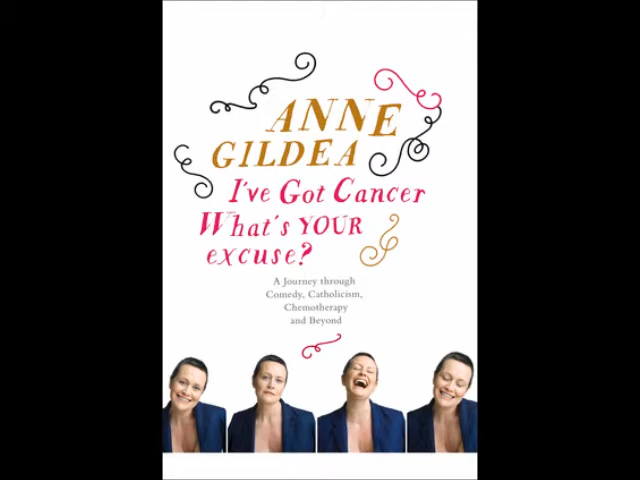 ANNE
GILDEA
I've Got Cancer
What's YOUR
excuse?
A Journey through
Comedy, Catholicism,
Chemotherapy
and Beyond